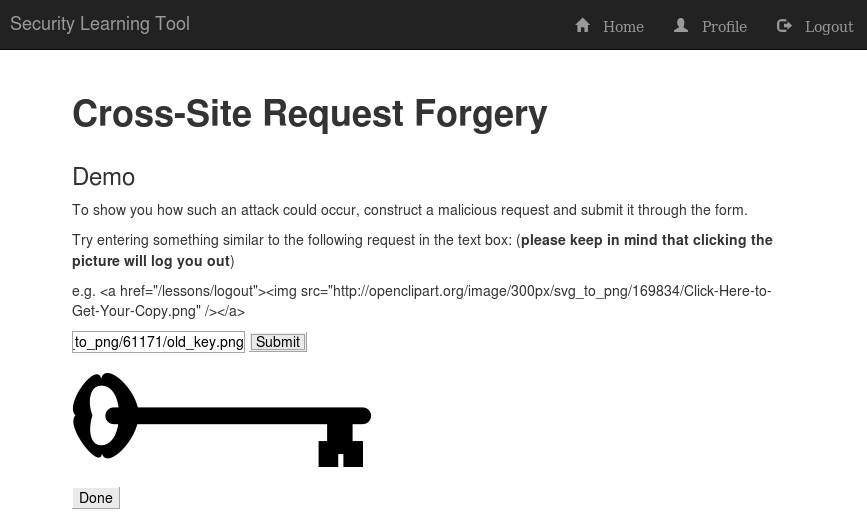 Security Learning Tool
Home Profile Logout
Cross-Site Request Forgery
Demo
To show you how such an attack could occur, construct a malicious request and submit it through the form.
Try entering something similar to the following request in the text box: (please keep in mind that clicking the
picture will log you out)
e.g. <a href="/lessons/logout"><img src="http://openclipart.org/image/300px/svg_to_png/169834/Click-Here-to-
Get-Your-Copy.png" /></a>
_to_png/61171/old_key.png Submit
Done